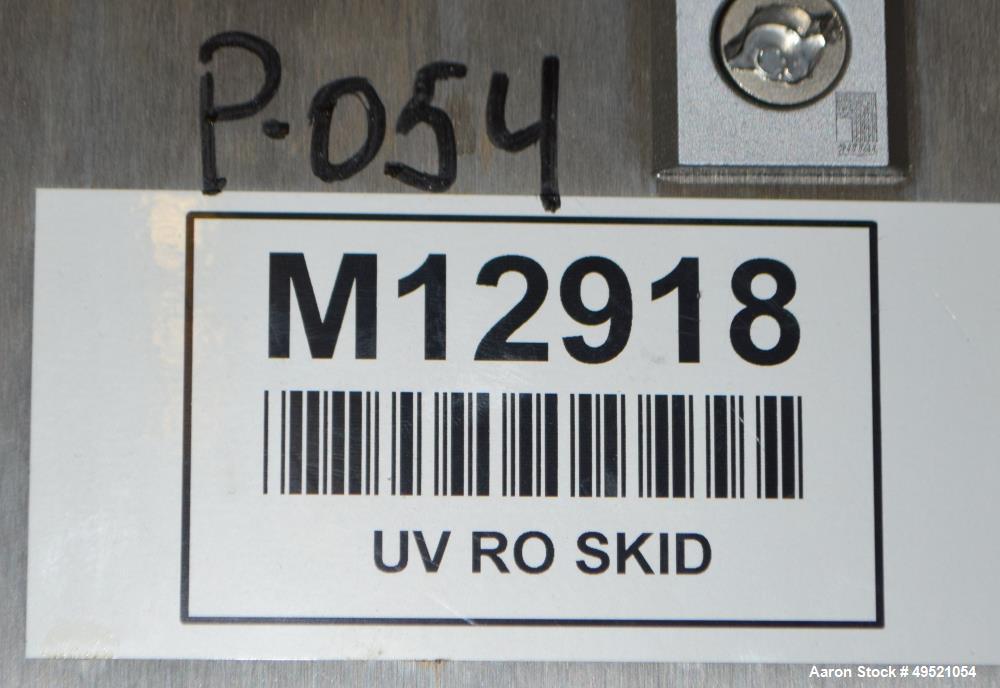 P-054
M12918
UV RO SKID
Aaron Stock # 49521054